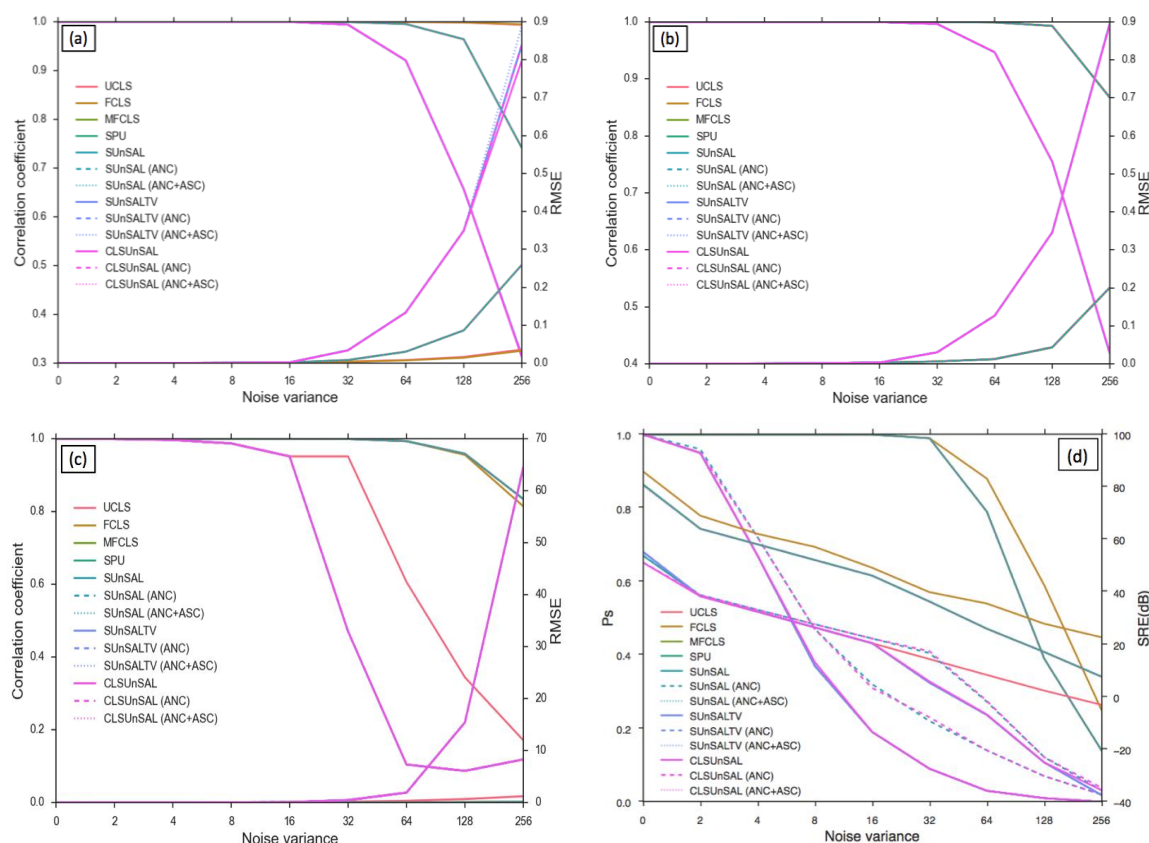 (a)
Correlation coefficient
1.0
0.9
0.8
0.7
0.6
0.5
0.4
0.3
UCLS
FCLS
MFCLS
SPU
SUnSAL
SUnSAL (ANC)
SUnSAL (ANC+ASC)
SUnSALTV
SUnSALTV (ANC)
SUnSALTV (ANC+ASC)
CLSUnSAL
CLSUnSAL (ANC)
CLSUnSAL (ANC+ASC)
0.9
0.8
0.7
0.6
0.5
0.4
0.3
0.2
0.1
0.0
RMSE
0 2 4 8 16 32 64 128 256
Noise variance
(b)
Correlation coefficient
1.0
0.9
0.8
0.7
0.6
0.5
0.4
UCLS
FCLS
MFCLS
SPU
SUnSAL
SUnSAL (ANC)
SUnSAL (ANC+ASC)
SUnSALTV
SUnSALTV (ANC)
SUnSALTV (ANC+ASC)
CLSUnSAL
CLSUnSAL (ANC)
CLSUnSAL (ANC+ASC)
0.9
0.8
0.7
0.6
0.5
0.4
0.3
0.2
0.1
0.0
RMSE
0 2 4 8 16 32 64 128 256
Noise variance
(c)
Correlation coefficient
1.0
0.8
0.6
0.4
0.2
0.0
UCLS
FCLS
MFCLS
SPU
SUnSAL
SUnSAL (ANC)
SUnSAL (ANC+ASC)
SUnSALTV
SUnSALTV (ANC)
SUnSALTV (ANC+ASC)
CLSUnSAL
CLSUnSAL (ANC)
CLSUnSAL (ANC+ASC)
70
60
50
40
30
20
10
0
RMSE
0 2 4 8 16 32 64 128 256
Noise variance
(d)
Ps
1.0
0.8
0.6
0.4
0.2
0.0
UCLS
FCLS
MFCLS
SPU
SUnSAL
SUnSAL (ANC)
SUnSAL (ANC+ASC)
SUnSALTV
SUnSALTV (ANC)
SUnSALTV (ANC+ASC)
CLSUnSAL
CLSUnSAL (ANC)
CLSUnSAL (ANC+ASC)
100
80
60
40
20
0
−20
−40
SRE(dB)
0 2 4 8 16 32 64 128 256
Noise variance